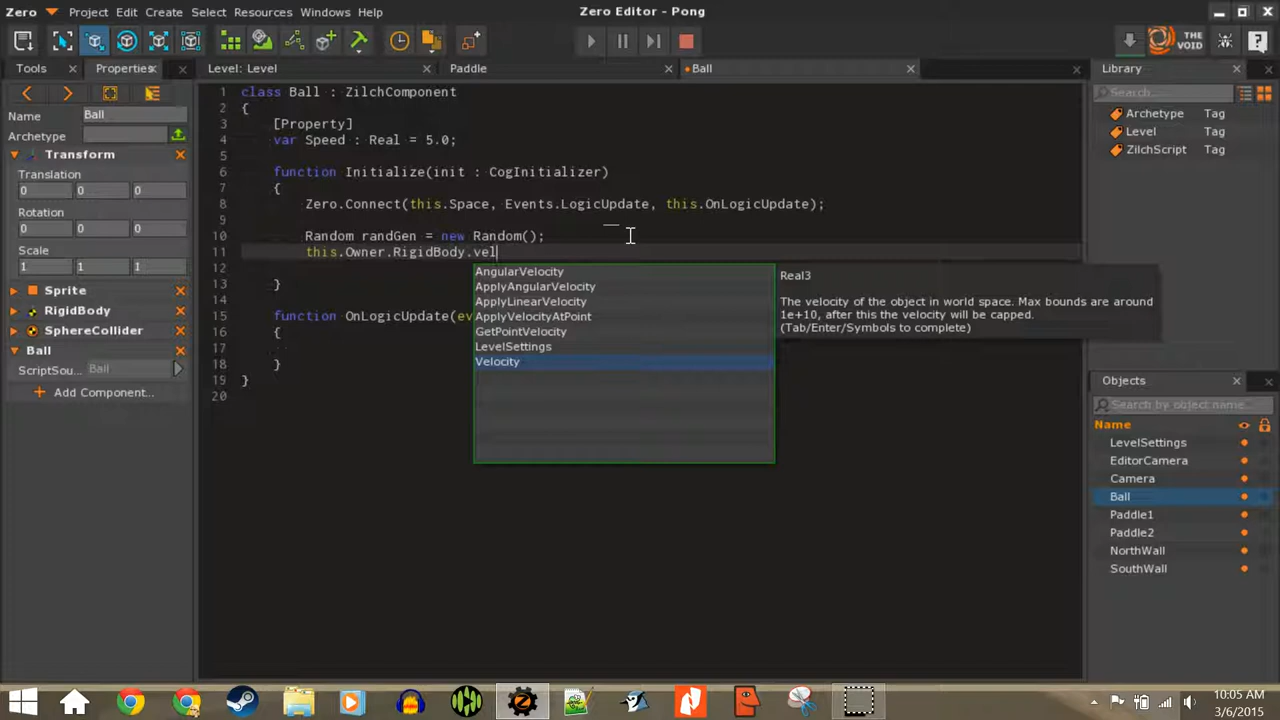 Zero Project Edit Create Select Resources Windows Help
Zero Editor - Pong
THE VOID
Tools Properties
Level: Level
Paddle
Ball
Library
Name Ball
Archetype
Transform
Translation
0 0 0
Rotation
0 0 0
Scale
1 1 1
Sprite
RigidBody
SphereCollider
Ball
ScriptSou... Ball
Add Component...
1 class Ball : ZilchComponent
2 {
3 [Property]
4 var Speed : Real = 5.0;
5
6 function Initialize(init : CogInitializer)
7 {
8 Zero.Connect(this.Space, Events.LogicUpdate, this.OnLogicUpdate);
9
10 Random randGen = new Random();
11 this.Owner.RigidBody.vel
12
13 }
14
15 function OnLogicUpdate(ev
16 {
17
18 }
19 }
20
AngularVelocity
ApplyAngularVelocity
ApplyLinearVelocity
ApplyVelocityAtPoint
GetPointVelocity
LevelSettings
Velocity
Real3
The velocity of the object in world space. Max bounds are around
1e+10, after this the velocity will be capped.
(Tab/Enter/Symbols to complete)
Search...
Archetype Tag
Level Tag
ZilchScript Tag
Objects
Search by object name...
Name
LevelSettings
EditorCamera
Camera
Ball
Paddle1
Paddle2
NorthWall
SouthWall
10:05 AM
3/6/2015